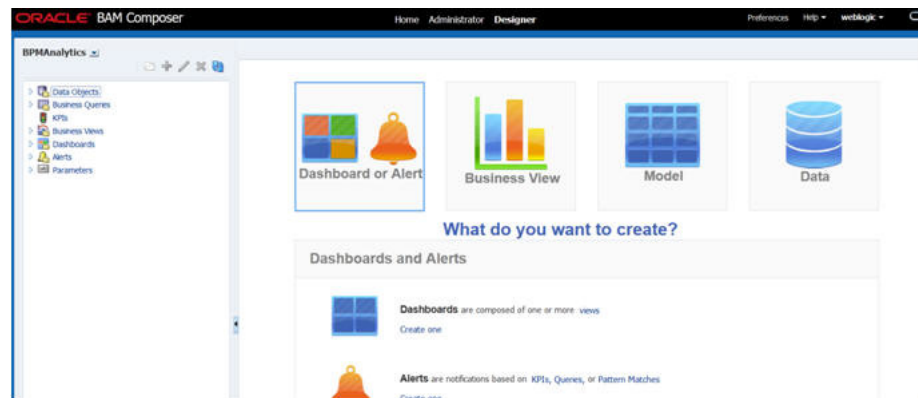 ORACLE BAM Composer
Home Administrator Designer
Preferences Help weblogic
BPMAnalytics
Data Objects
Business Queries
KPIs
Business Views
Dashboards
Alerts
Parameters
Dashboard or Alert
Business View
Model
Data
What do you want to create?
Dashboards and Alerts
Dashboards are composed of one or more views
Create one
Alerts are notifications based on KPIs, Queries, or Pattern Matches
Create one